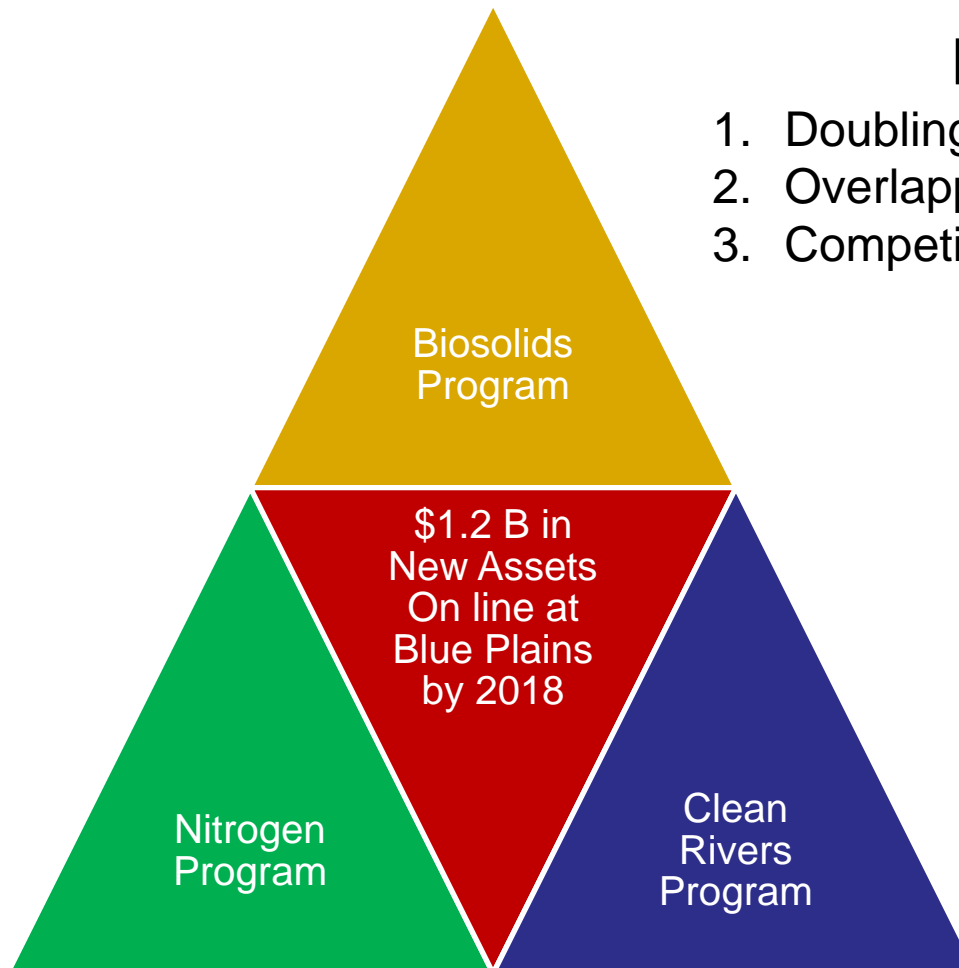 1. Doubling
2. Overlapp
3. Competi
Biosolids
Program
$1.2 B in
New Assets
On line at
Blue Plains
by 2018
Nitrogen
Program
Clean
Rivers
Program